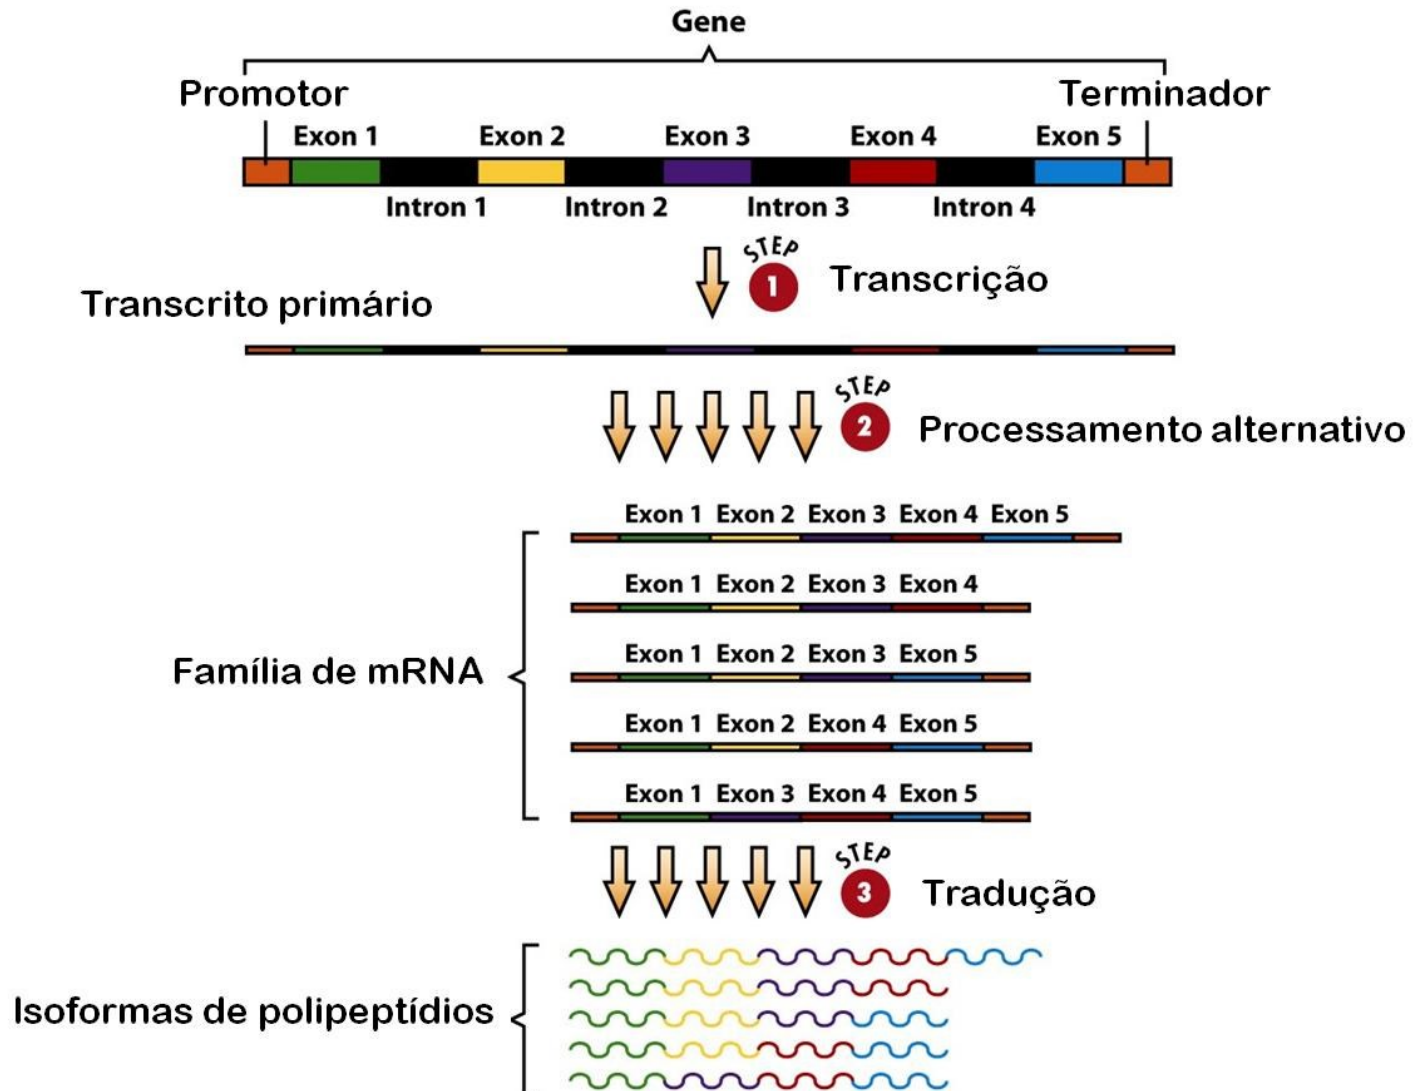 Gene
Promotor
Terminador
Exon 1 Exon 2 Exon 3 Exon 4 Exon 5
Intron 1 Intron 2 Intron 3 Intron 4
STEP 1 Transcrição
Transcrito primário
STEP 2 Processamento alternativo
Exon 1 Exon 2 Exon 3 Exon 4 Exon 5
Exon 1 Exon 2 Exon 3 Exon 4
Exon 1 Exon 2 Exon 3 Exon 5
Família de mRNA
Exon 1 Exon 2 Exon 4 Exon 5
Exon 1 Exon 3 Exon 4 Exon 5
STEP 3 Tradução
Isoformas de polipeptídios